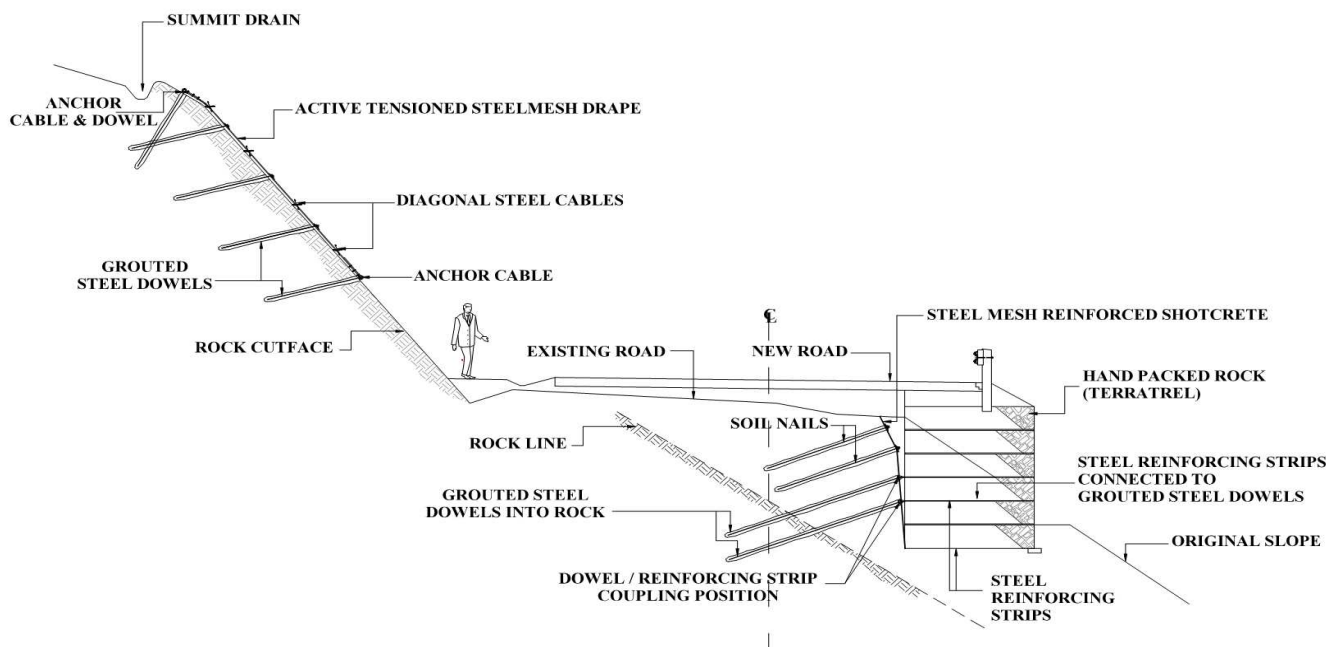 SUMMIT DRAIN
ANCHOR
CABLE & DOWEL
ACTIVE TENSIONED STEELMESH DRAPE
DIAGONAL STEEL CABLES
GROUTED
STEEL DOWELS
ANCHOR CABLE
ROCK CUTFACE
EXISTING ROAD
℄
NEW ROAD
STEEL MESH REINFORCED SHOTCRETE
HAND PACKED ROCK
(TERRATREL)
ROCK LINE
SOIL NAILS
STEEL REINFORCING STRIPS
CONNECTED TO
GROUTED STEEL DOWELS
GROUTED STEEL
DOWELS INTO ROCK
ORIGINAL SLOPE
DOWEL / REINFORCING STRIP
COUPLING POSITION
STEEL
REINFORCING
STRIPS